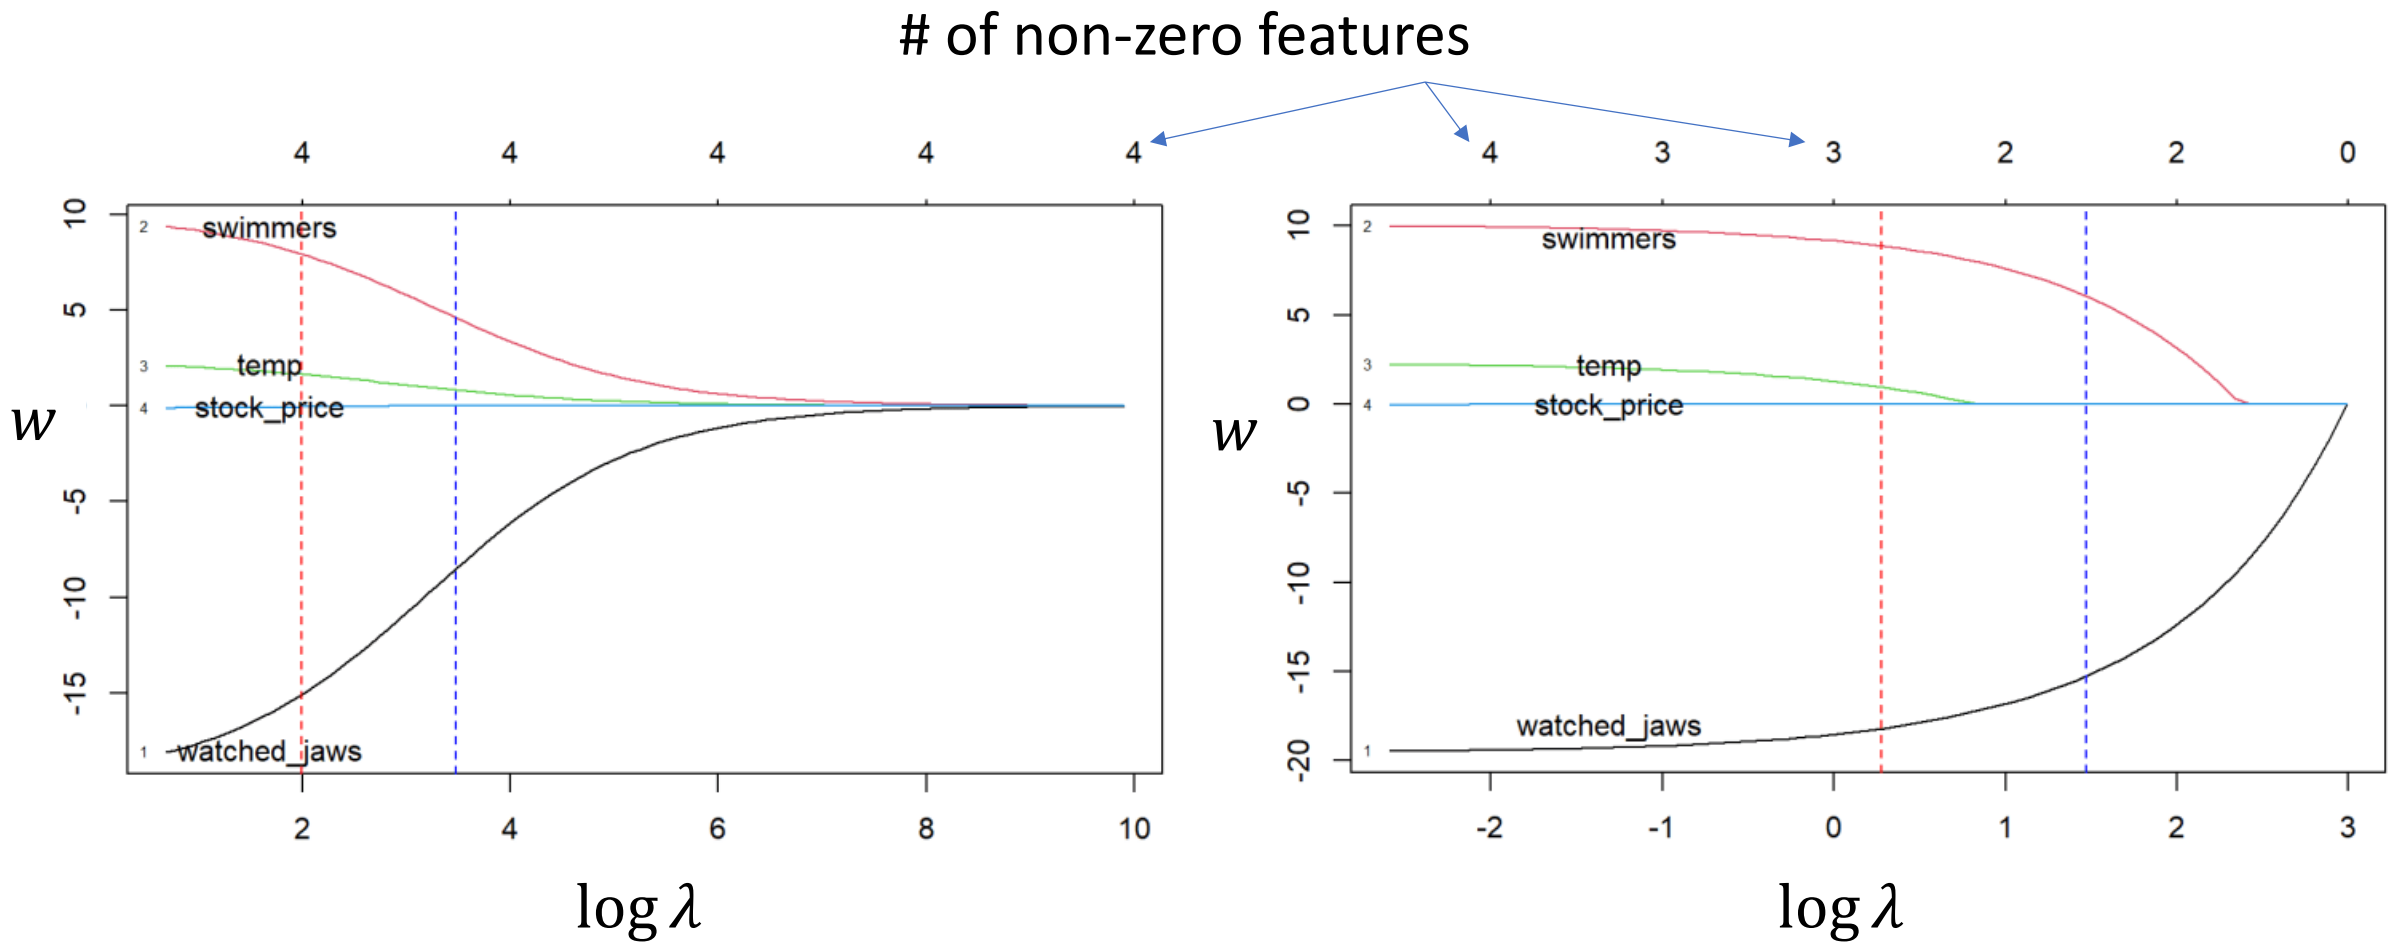 # of non-zero features
4 4 4 4 4
4 3 3 2 2 0
10
5
-5
-10
-15
w
2 swimmers
3 temp
4 stock_price
1 watched_jaws
2 4 6 8 10
log λ
10
5
0
-5
-10
-15
-20
w
2 swimmers
3 temp
4 stock_price
1 watched_jaws
-2 -1 0 1 2 3
log λ